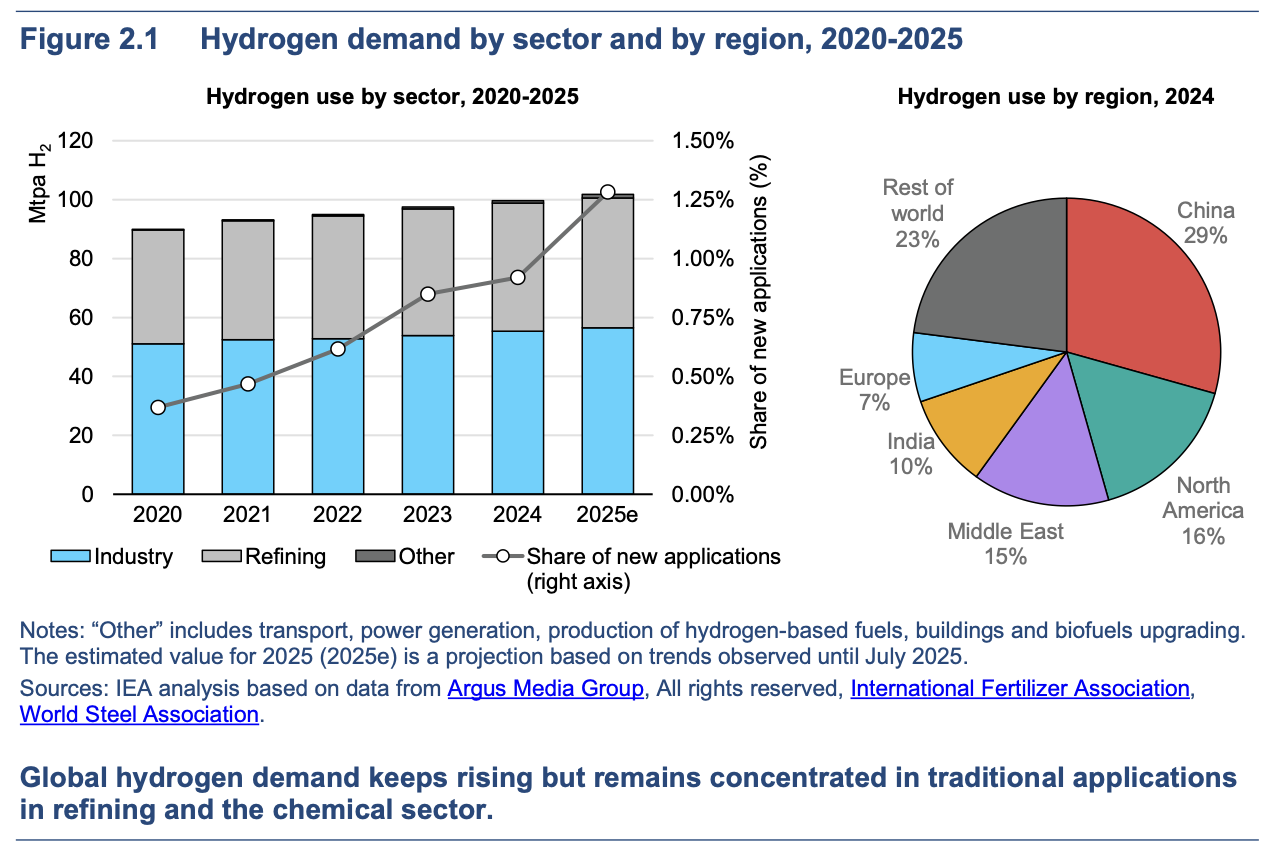 Figure 2.1 Hydrogen demand by sector and by region, 2020-2025
Hydrogen use by sector, 2020-2025
Mtpa H2
120
100
80
60
40
20
0
1.50%
1.25%
1.00%
0.75%
0.50%
0.25%
0.00%
Share of new applications (%)
2020 2021 2022 2023 2024 2025e
Industry Refining Other Share of new applications
(right axis)
Hydrogen use by region, 2024
China
29%
North
America
16%
Middle East
15%
India
10%
Europe
7%
Rest of
world
23%
Notes: “Other” includes transport, power generation, production of hydrogen-based fuels, buildings and biofuels upgrading.
The estimated value for 2025 (2025e) is a projection based on trends observed until July 2025.
Sources: IEA analysis based on data from Argus Media Group, All rights reserved, International Fertilizer Association,
World Steel Association.
Global hydrogen demand keeps rising but remains concentrated in traditional applications
in refining and the chemical sector.